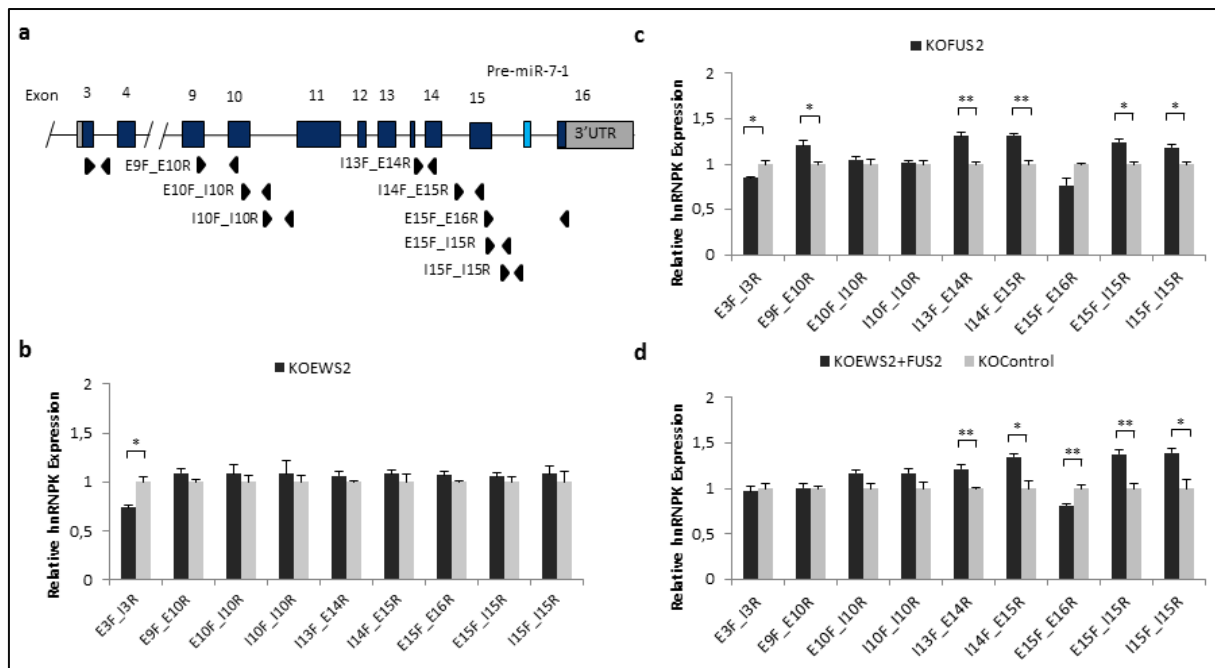 a
Pre-miR-7-1
Exon 3 4 9 10 11 12 13 14 15 16
3'UTR
E9F_E10R
I13F_E14R
E10F_I10R
I14F_E15R
I10F_I10R
E15F_E16R
E15F_I15R
I15F_I15R
b
KOEWS2
Relative hnRNPK Expression
2
1,5
1
0,5
0
*
E3F_I3R
E9F_E10R
E10F_I10R
I10F_I10R
I13F_E14R
I14F_E15R
E15F_E16R
E15F_I15R
I15F_I15R
c
KOFUS2
Relative hnRNPK Expression
2
1,5
1
0,5
0
* * ** ** * *
E3F_I3R
E9F_E10R
E10F_I10R
I10F_I10R
I13F_E14R
I14F_E15R
E15F_E16R
E15F_I15R
I15F_I15R
d
KOEWS2+FUS2 KOControl
Relative hnRNPK Expression
2
1,5
1
0,5
0
** * ** ** *
E3F_I3R
E9F_E10R
E10F_I10R
I10F_I10R
I13F_E14R
I14F_E15R
E15F_E16R
E15F_I15R
I15F_I15R